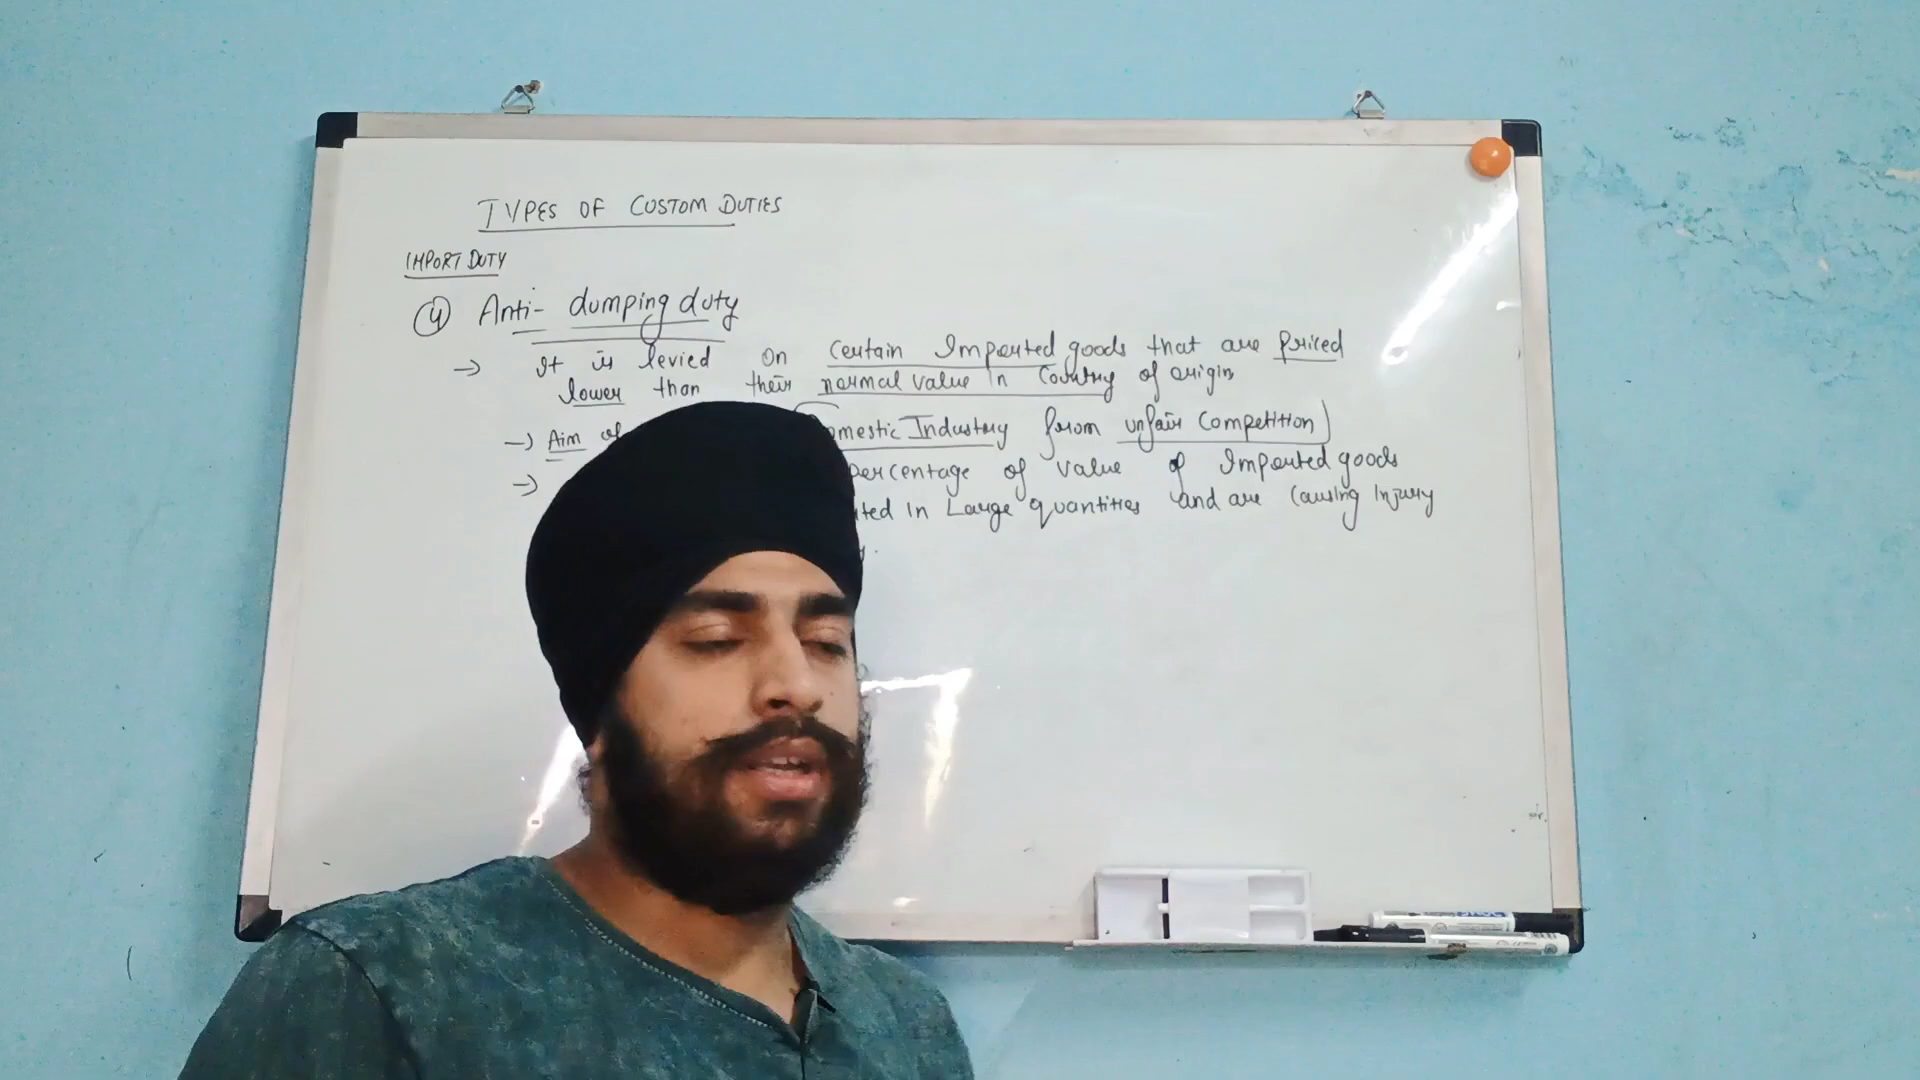 TYPES OF CUSTOM DUTIES
IMPORT DUTY
4 Anti- dumping duty
→ It is levied on certain Imported goods that are priced
lower than their normal value in Country of origin
→ Aim of omestic Industry from unfair Competition)
→ percentage of value of Imported goods
ted in Large quantities and are Causing Injury
y.